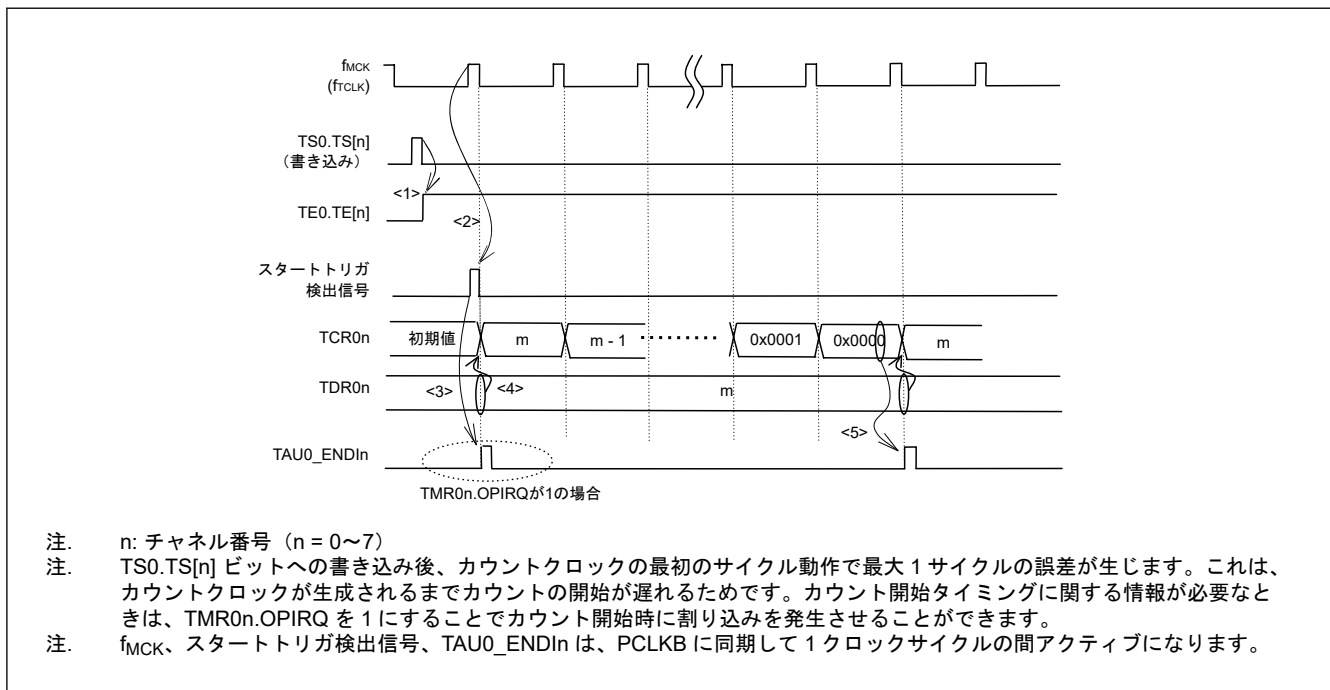 fMCK
(fTCLK)
TS0.TS[n]
（書き込み）
<1>
TE0.TE[n]
<2>
スタートトリガ
検出信号
TCR0n 初期値 m m - 1 ········ 0x0001 0x0000 m
TDR0n <3> <4> m
<5>
TAU0_ENDIn
TMR0n.OPIRQが1の場合
注. n: チャネル番号（n = 0～7）
注. TS0.TS[n] ビットへの書き込み後、カウントクロックの最初のサイクル動作で最大 1 サイクルの誤差が生じます。これは、
カウントクロックが生成されるまでカウントの開始が遅れるためです。カウント開始タイミングに関する情報が必要なと
きは、TMR0n.OPIRQ を 1 にすることでカウント開始時に割り込みを発生させることができます。
注. fMCK、スタートトリガ検出信号、TAU0_ENDIn は、PCLKB に同期して 1 クロックサイクルの間アクティブになります。